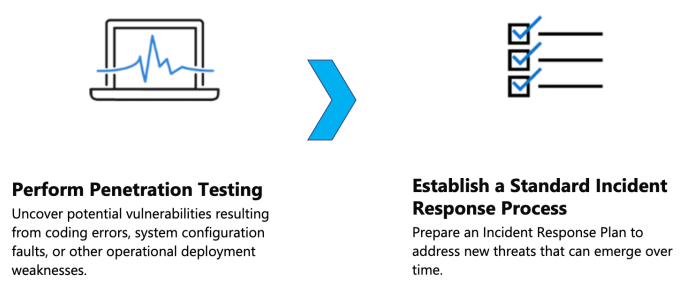 Perform Penetration Testing
Uncover potential vulnerabilities resulting
from coding errors, system configuration
faults, or other operational deployment
weaknesses.
Establish a Standard Incident
Response Process
Prepare an Incident Response Plan to
address new threats that can emerge over
time.